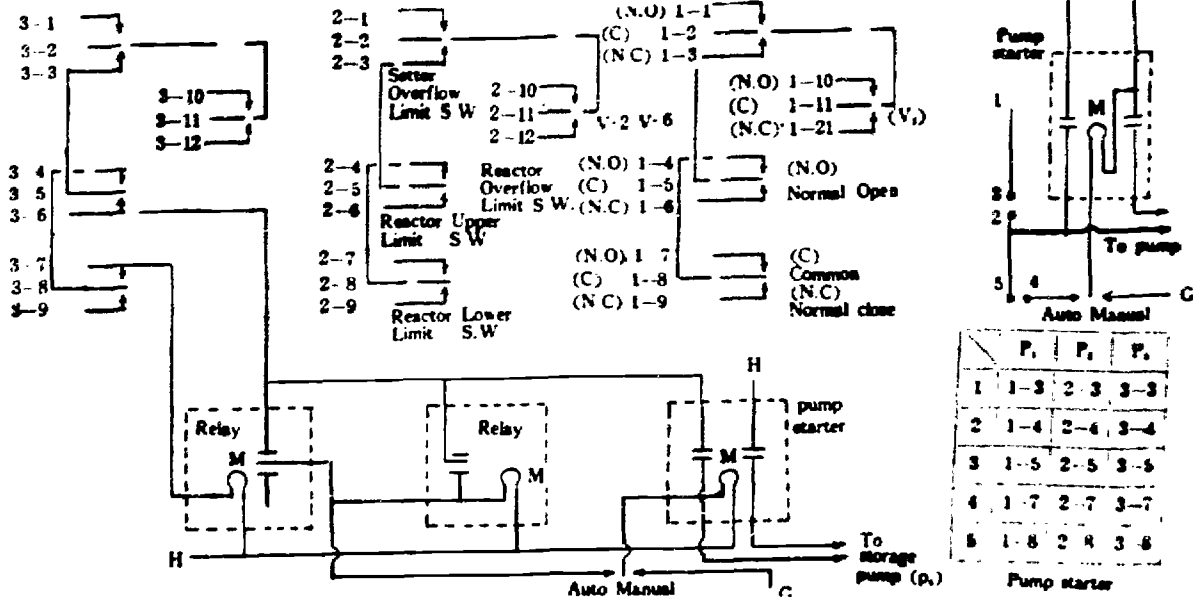 3-1
3-2
3-3
3-10
3-11
3-12
3 4
3 5
3-6
3-7
3-8
3-9
2-1
2-2
2-3
Setter
Overflow
Limit S W
2-10
2-11
2-12
V-2 V-6
2-4
2-5
2-6
Reactor
Overflow
Limit S W.
Reactor Upper
Limit S W
2-7
2-8
2-9
Reactor Lower
Limit S.W
(N.O) 1-1
(C) 1-2
(N C) 1-3
(N.O) 1-10
(C) 1-11
(N.C) 1-21
(N.O) 1-4
(C) 1-5
(N.C) 1-6
(N.O)
Normal Open
(N.O) 1 7
(C) 1--8
(N.C) 1-9
(C)
Common
(N.C)
Normal close
Pump
starter
M
1
3
2
5 4
To pump
G
Auto Manual
P₁ P₂
1 1-3 2-3 3-3
2 1-4 2-4 3-4
3 1-5 2-5 3-5
4 1-7 2-7 3-7
5 1-8 2 8 3-8
Pump starter
Relay
M
Relay
M
H
pump
starter
M
H
To
storage
pump
Auto Manual
G